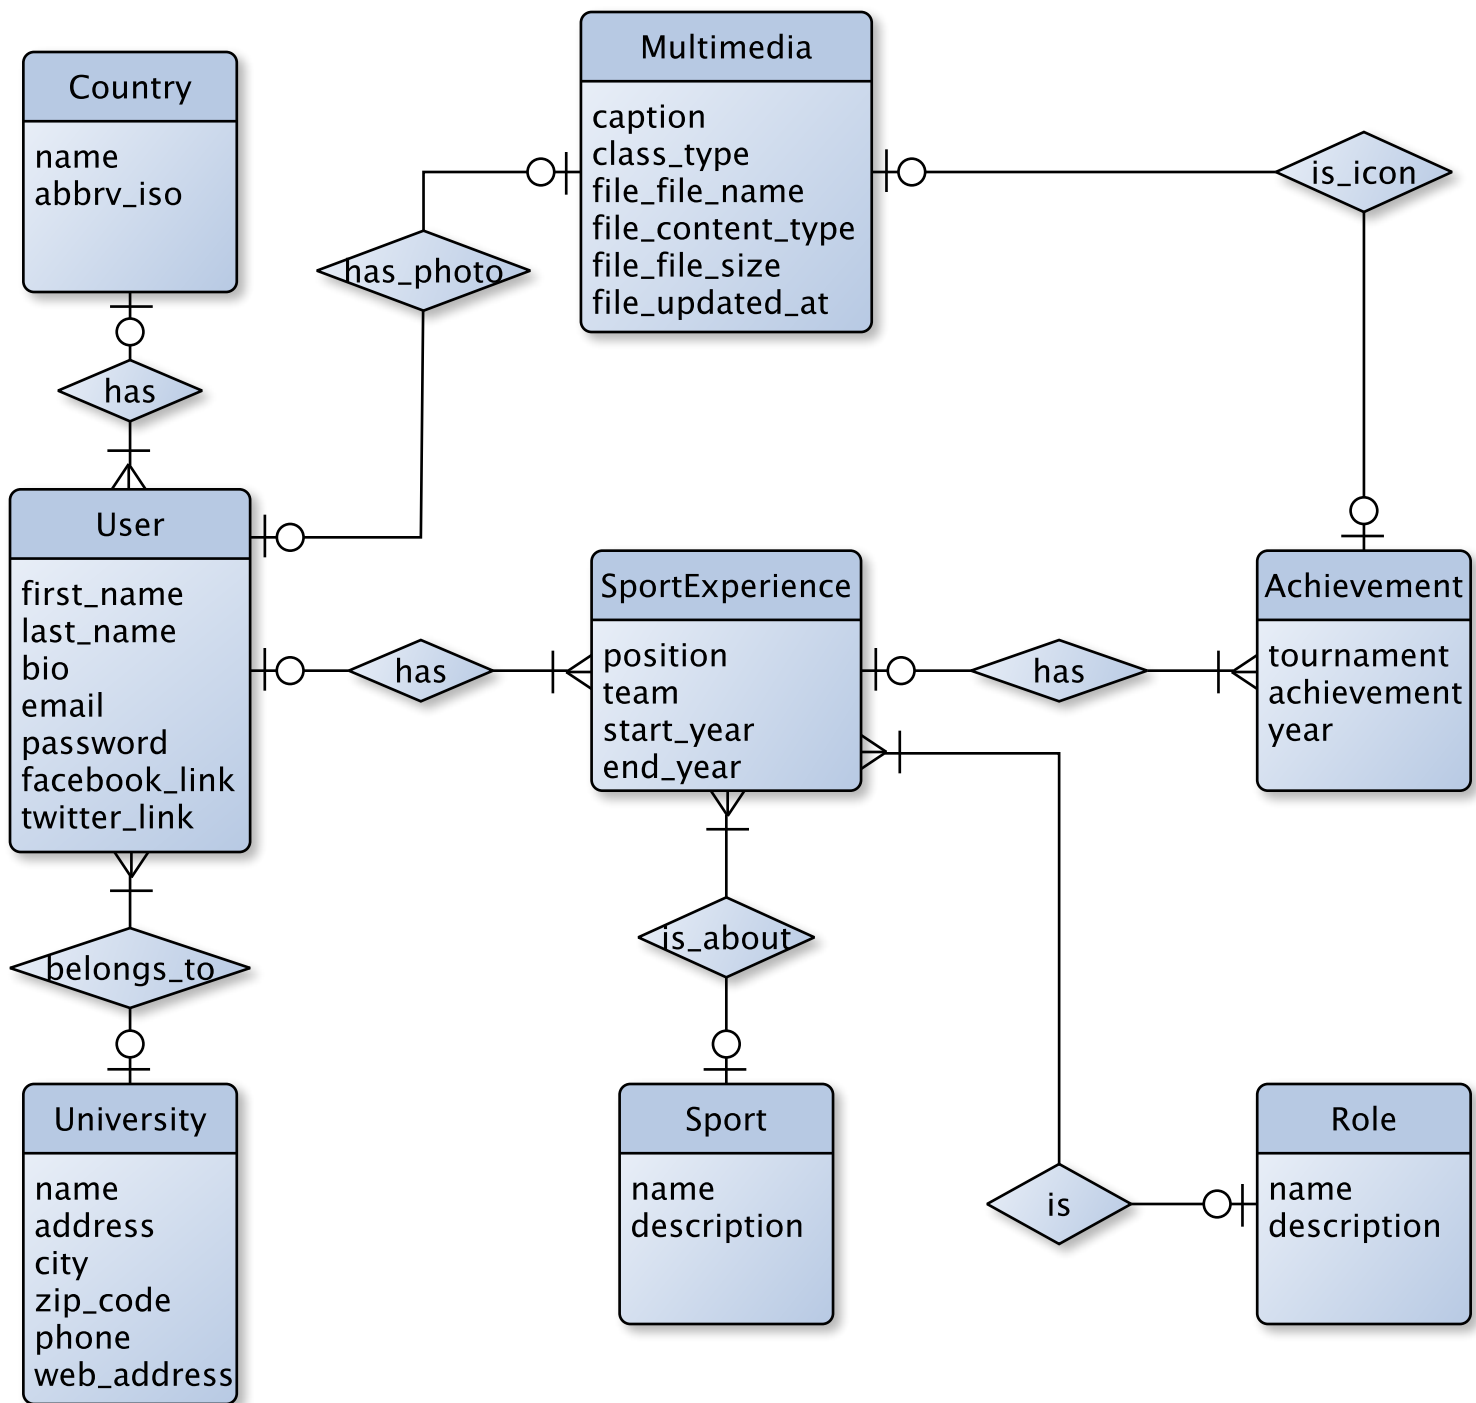 Multimedia
caption
class_type
file_file_name
file_content_type
file_file_size
file_updated_at
Country
name
abbrv_iso
has_photo
is_icon
has
User
first_name
last_name
bio
email
password
facebook_link
twitter_link
has
SportExperience
position
team
start_year
end_year
has
Achievement
tournament
achievement
year
belongs_to
is_about
University
name
address
city
zip_code
phone
web_address
Sport
name
description
is
Role
name
description